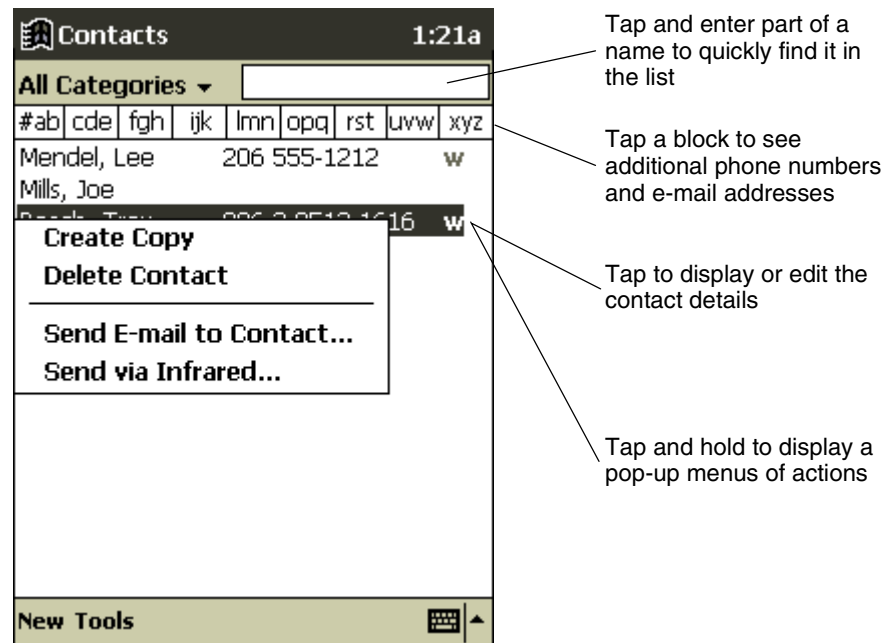 Contacts 1:21a
All Categories
#ab cde fgh ijk lmn opq rst uvw xyz
Mendel, Lee 206 555-1212 w
Mills, Joe
16 w
Create Copy
Delete Contact
Send E-mail to Contact...
Send via Infrared...
New Tools
Tap and enter part of a
name to quickly find it in
the list
Tap a block to see
additional phone numbers
and e-mail addresses
Tap to display or edit the
contact details
Tap and hold to display a
pop-up menus of actions